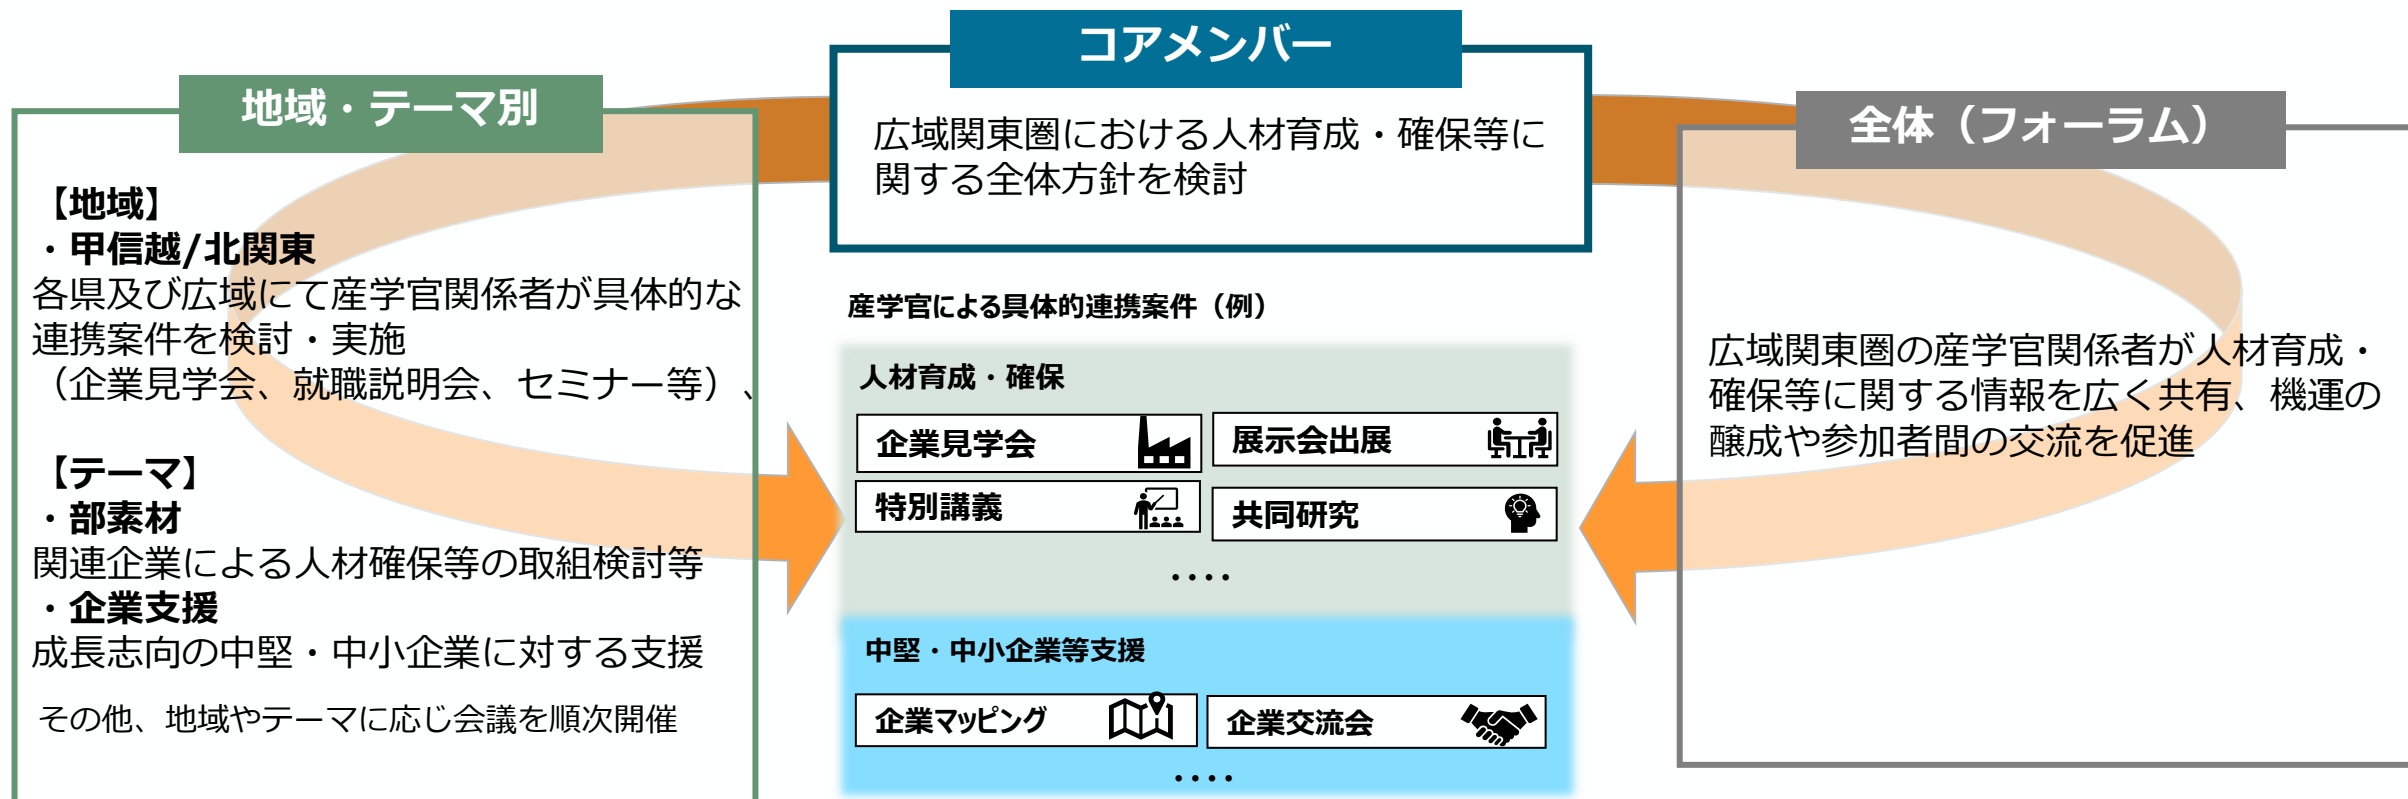 コアメンバー
広域関東圏における人材育成・確保等に
関する全体方針を検討
地域・テーマ別
【地域】
・甲信越/北関東
各県及び広域にて産学官関係者が具体的な
連携案件を検討・実施
（企業見学会、就職説明会、セミナー等）、
【テーマ】
・部素材
関連企業による人材確保等の取組検討等
・企業支援
成長志向の中堅・中小企業に対する支援
その他、地域やテーマに応じ会議を順次開催
産学官による具体的連携案件（例）
人材育成・確保
企業見学会
展示会出展
特別講義
共同研究
‥‥
中堅・中小企業等支援
企業マッピング
企業交流会
‥‥
全体（フォーラム）
広域関東圏の産学官関係者が人材育成・
確保等に関する情報を広く共有、機運の
醸成や参加者間の交流を促進